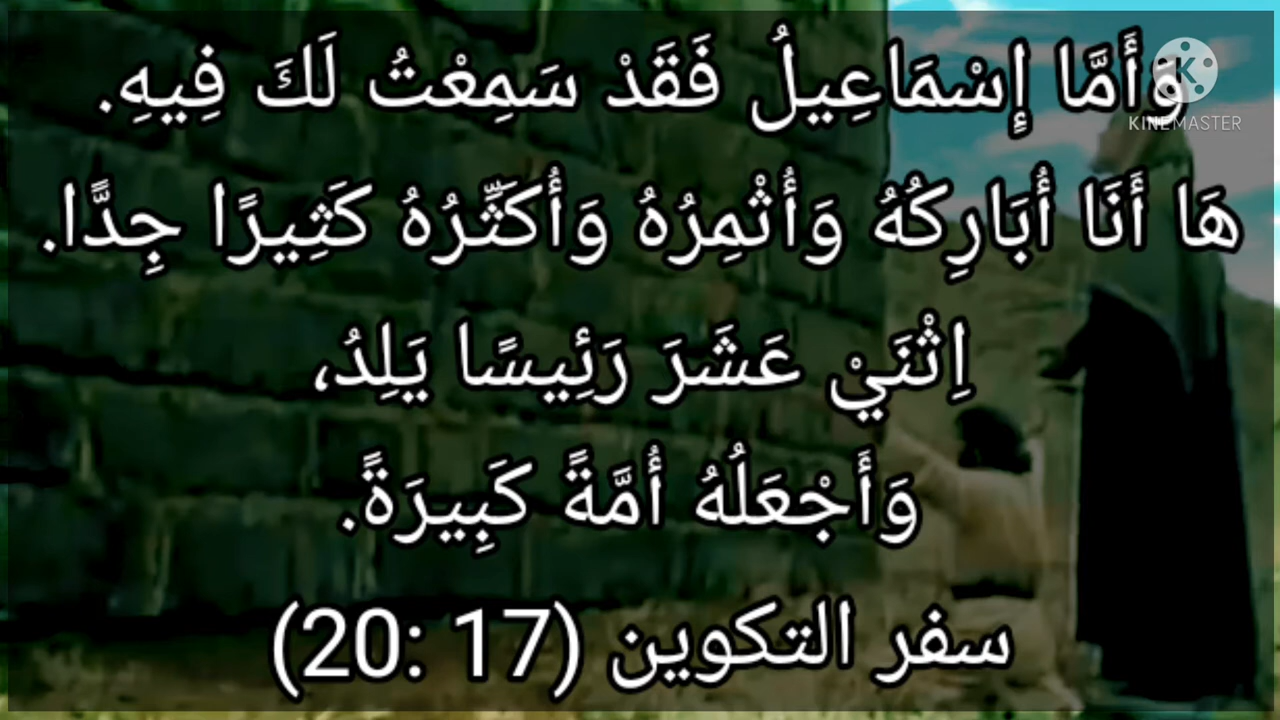 وَأَمَّا إِسْمَاعِيلُ فَقَدْ سَمِعْتُ لَكَ فِيهِ.
KINEMASTER
هَا أَنَا أُبَارِكُهُ وَأُثْمِرُهُ وَأُكَثِّرُهُ كَثِيرًا جِدًّا.
اِثْنَيْ عَشَرَ رَئِيسًا يَلِدُ،
وَأَجْعَلُهُ أُمَّةً كَبِيرَةً.
سفر التكوين (17 :20)